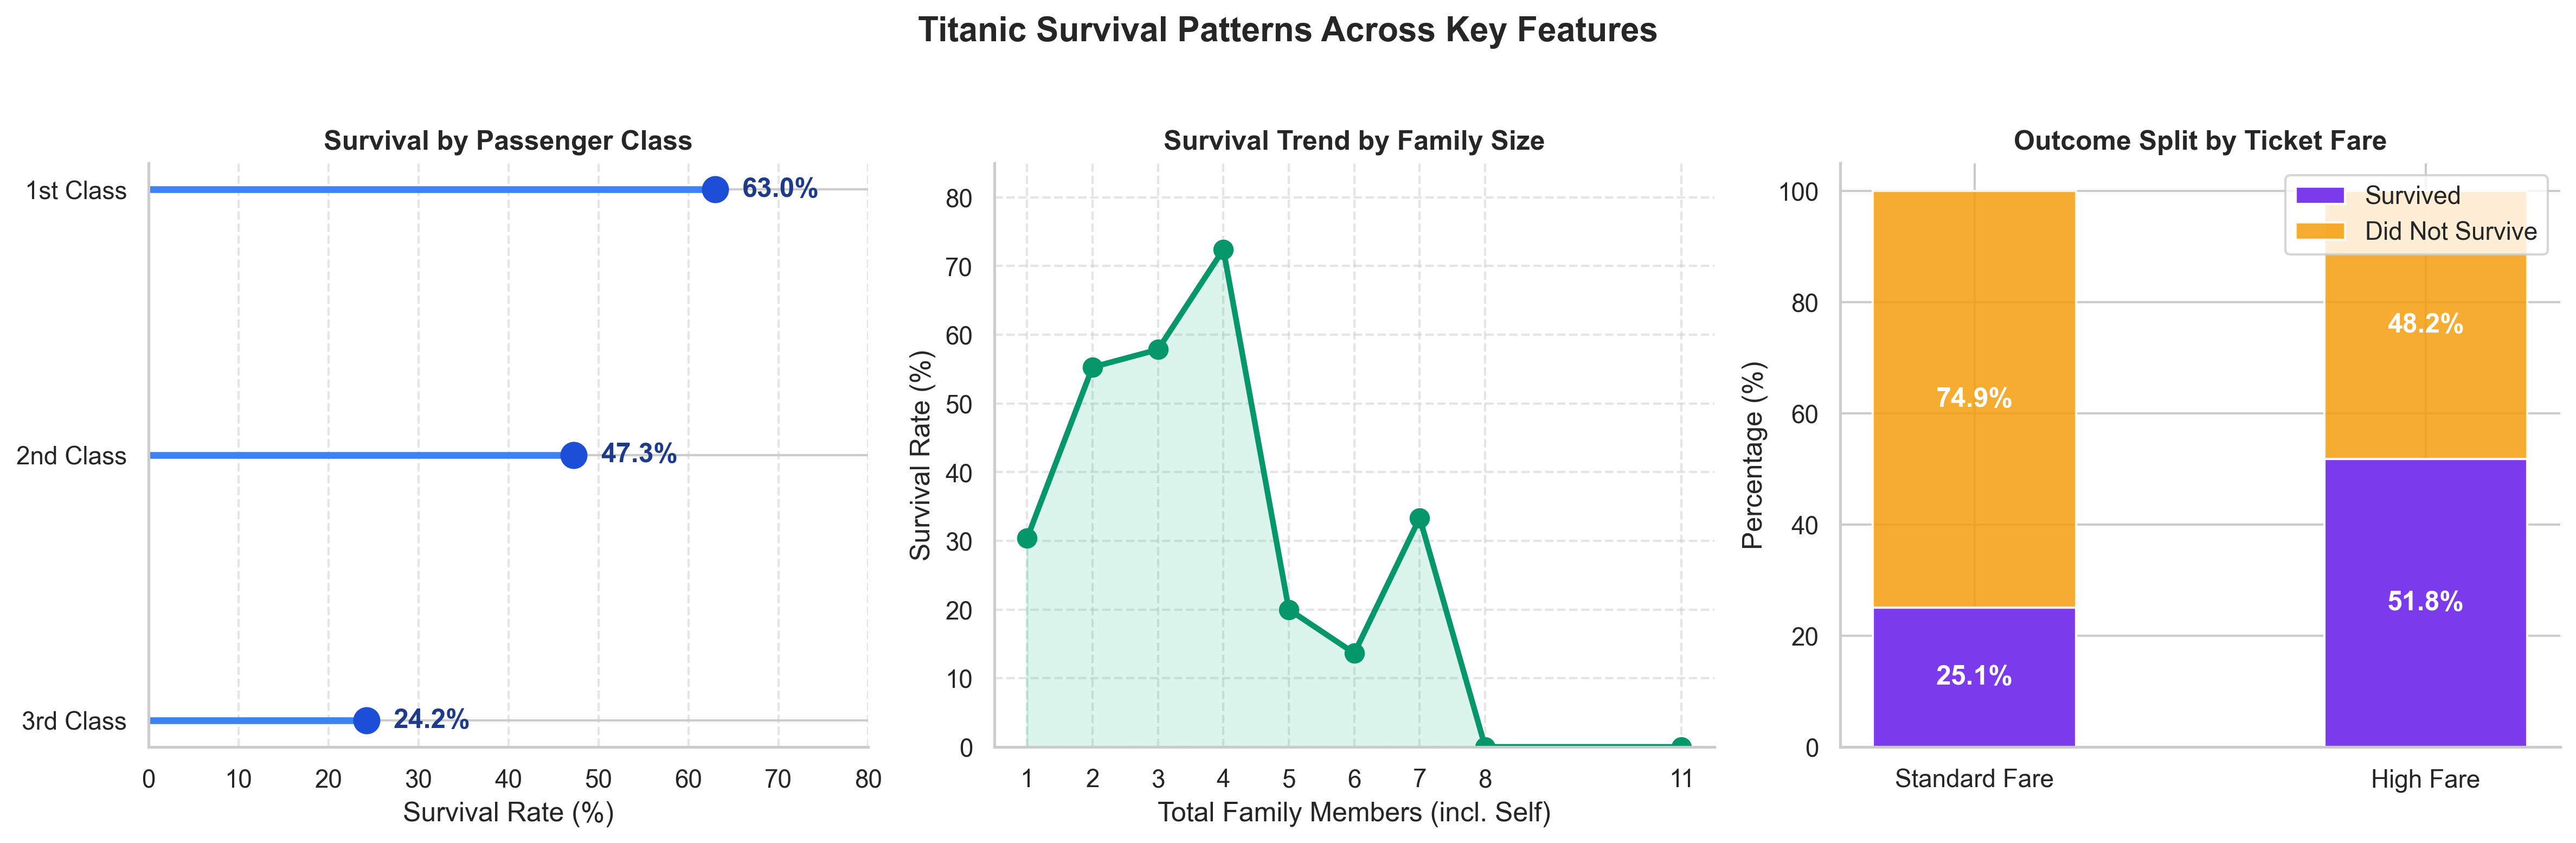 Titanic Survival Patterns Across Key Features
Survival by Passenger Class
1st Class
63.0%
2nd Class
47.3%
3rd Class
24.2%
0 10 20 30 40 50 60 70 80
Survival Rate (%)
Survival Trend by Family Size
Survival Rate (%)
80
70
60
50
40
30
20
10
0
1 2 3 4 5 6 7 8 11
Total Family Members (incl. Self)
Outcome Split by Ticket Fare
Percentage (%)
100
80
60
40
20
0
Survived
Did Not Survive
74.9%
25.1%
48.2%
51.8%
Standard Fare High Fare